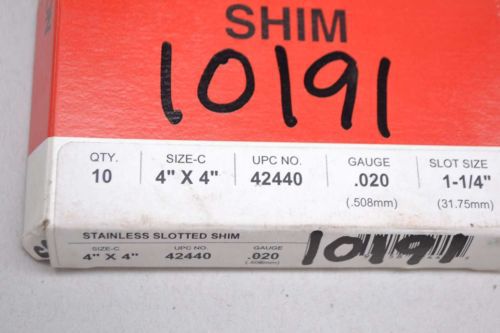 SHIM
10191
QTY. SIZE-C UPC NO. GAUGE SLOT SIZE
10 4" X 4" 42440 .020 1-1/4"
(.508mm) (31.75mm)
STAINLESS SLOTTED SHIM
SIZE-C UPC NO. GAUGE
4" X 4" 42440 .020
(.508mm)
10191